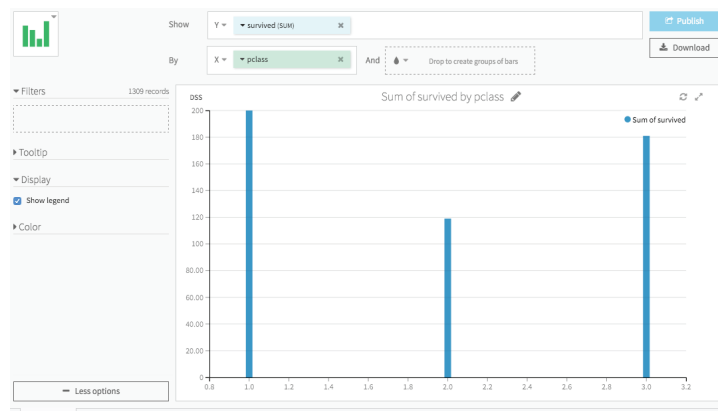 Show Y survived (SUM)
Publish
Download
By X pclass And Drop to create groups of bars
Filters 1309 records
Tooltip
Display
Show legend
Color
Less options
DSS Sum of survived by pclass
Sum of survived
200
180
160
140
120
100
80.00
60.00
40.00
20.00
0
0.8 1.0 1.2 1.4 1.6 1.8 2.0 2.2 2.4 2.6 2.8 3.0 3.2